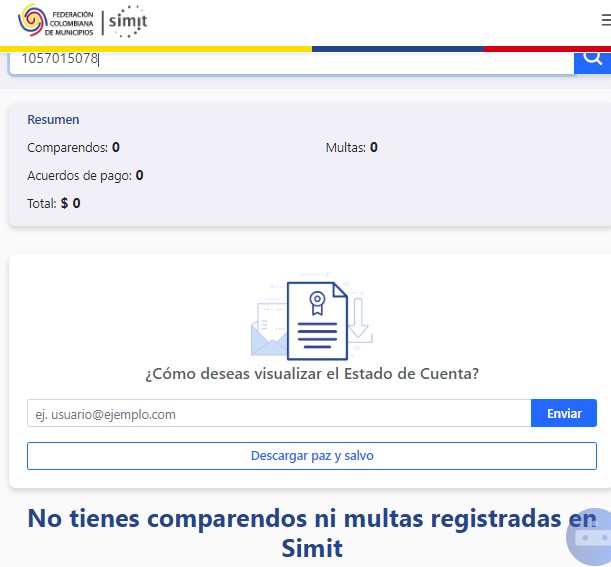 FEDERACIÓN
COLOMBIANA
DE MUNICIPIOS
simit
1057015078
Resumen
Comparendos: 0
Multas: 0
Acuerdos de pago: 0
Total: $ 0
¿Cómo deseas visualizar el Estado de Cuenta?
ej. usuario@ejemplo.com
Enviar
Descargar paz y salvo
No tienes comparendos ni multas registradas en
Simit